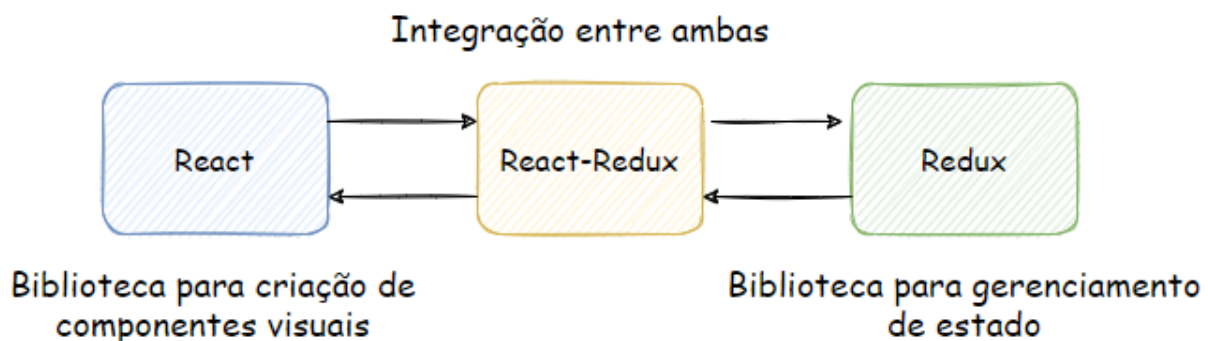 Integração entre ambas
React
React-Redux
Redux
Biblioteca para criação de
componentes visuais
Biblioteca para gerenciamento
de estado